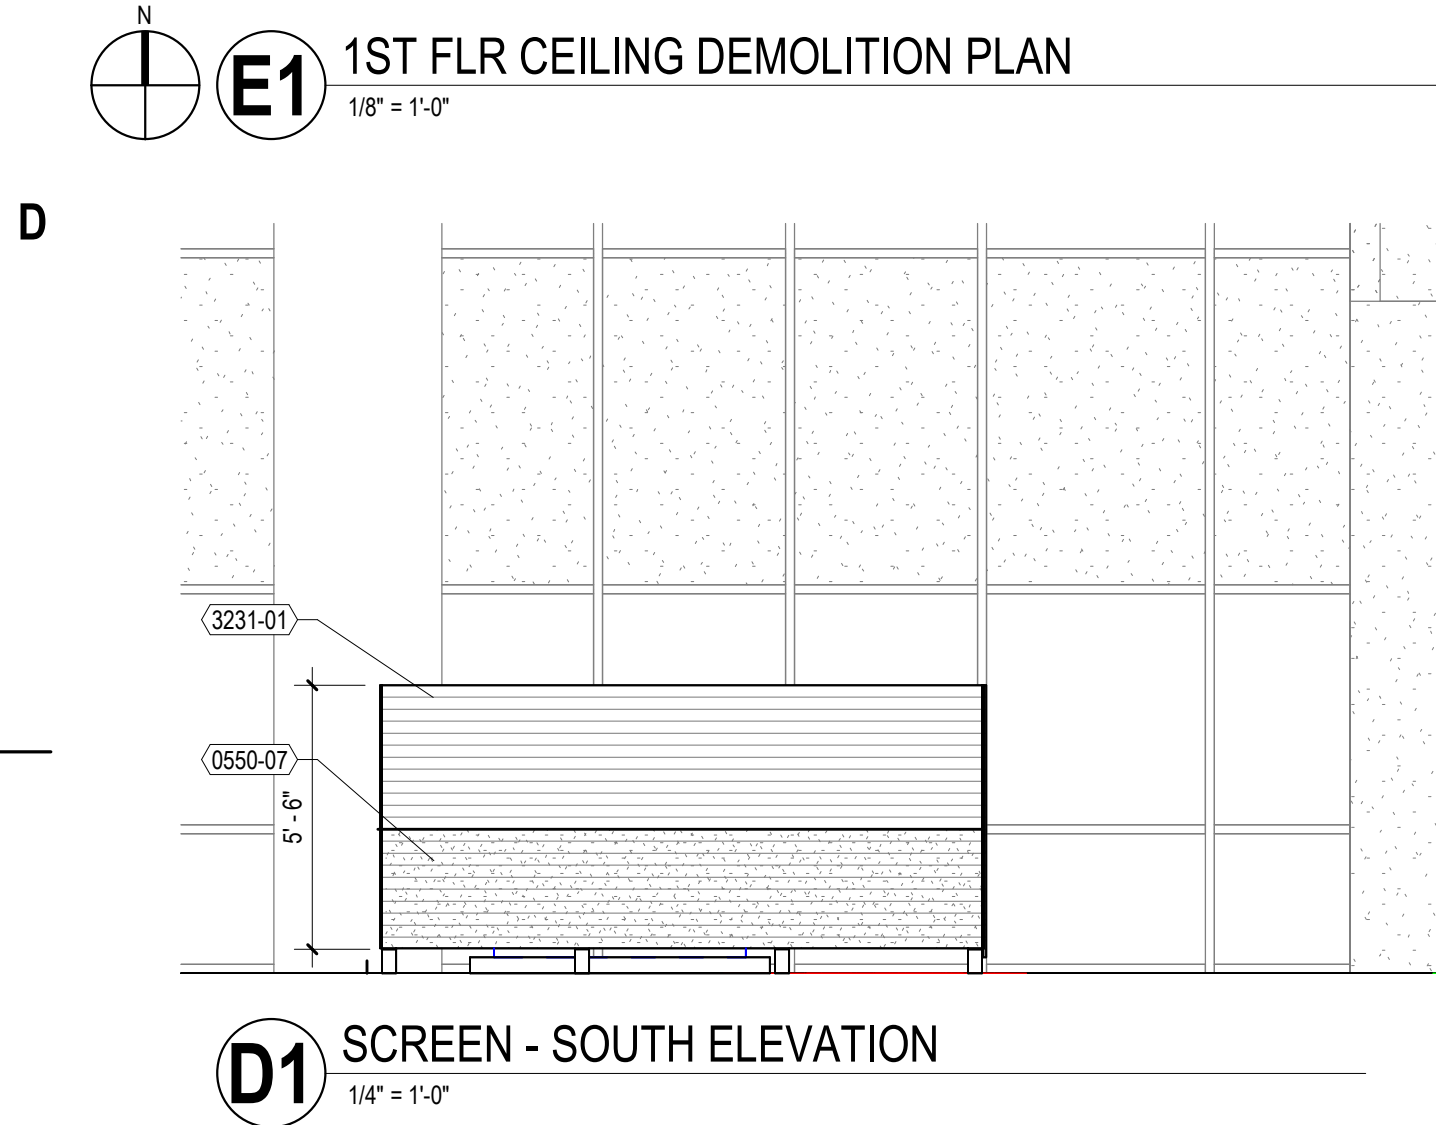 N
E1
1ST FLR CEILING DEMOLITION PLAN
1/8" = 1'-0"
D
3231-01
0550-07
5' - 6"
D1
SCREEN - SOUTH ELEVATION
1/4" = 1'-0"